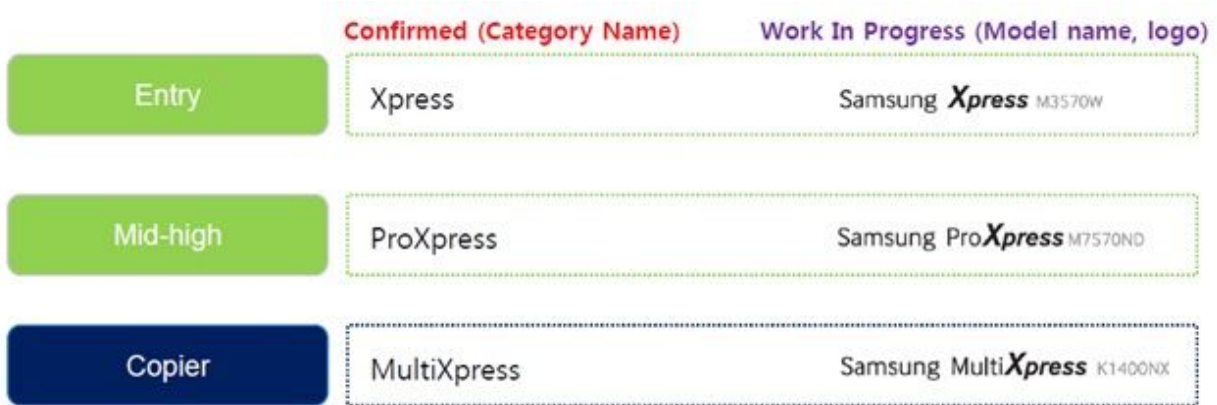 Confirmed (Category Name) Work In Progress (Model name, logo)
Entry Xpress Samsung Xpress M3570W
Mid-high ProXpress Samsung ProXpress M7570ND
Copier MultiXpress Samsung MultiXpress K1400NX